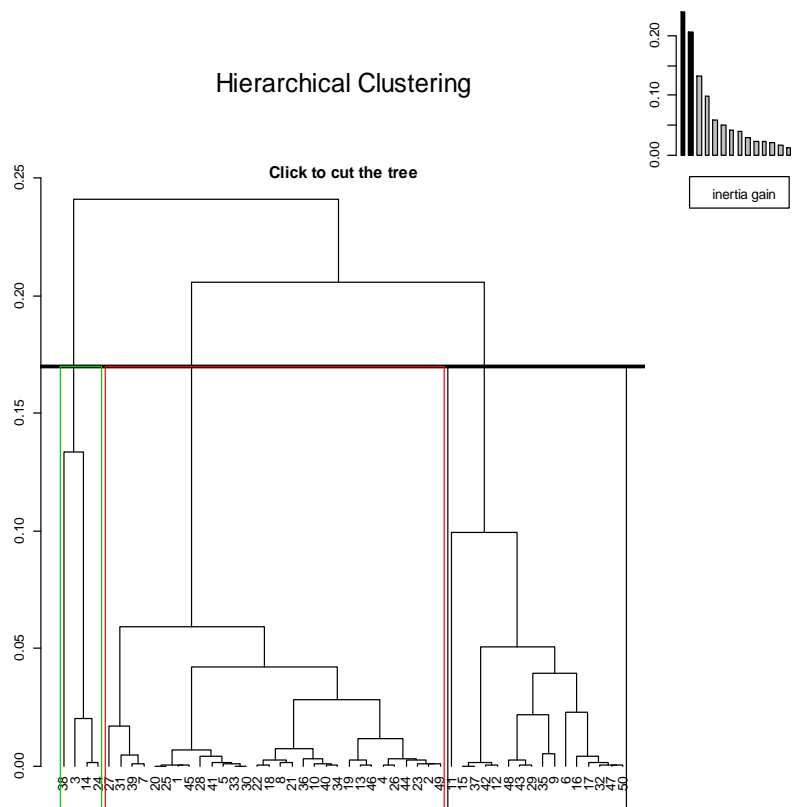 Hierarchical Clustering
0.00 0.10 0.20
inertia gain
Click to cut the tree
0.00 0.05 0.10 0.15 0.20 0.25
38 3 14 24 27 31 39 7 20 25 1 45 28 41 5 33 30 22 18 8 21 36 10 40 34 19 13 46 4 26 44 23 2 49 11 15 37 42 12 48 43 29 35 9 6 16 17 32 47 50